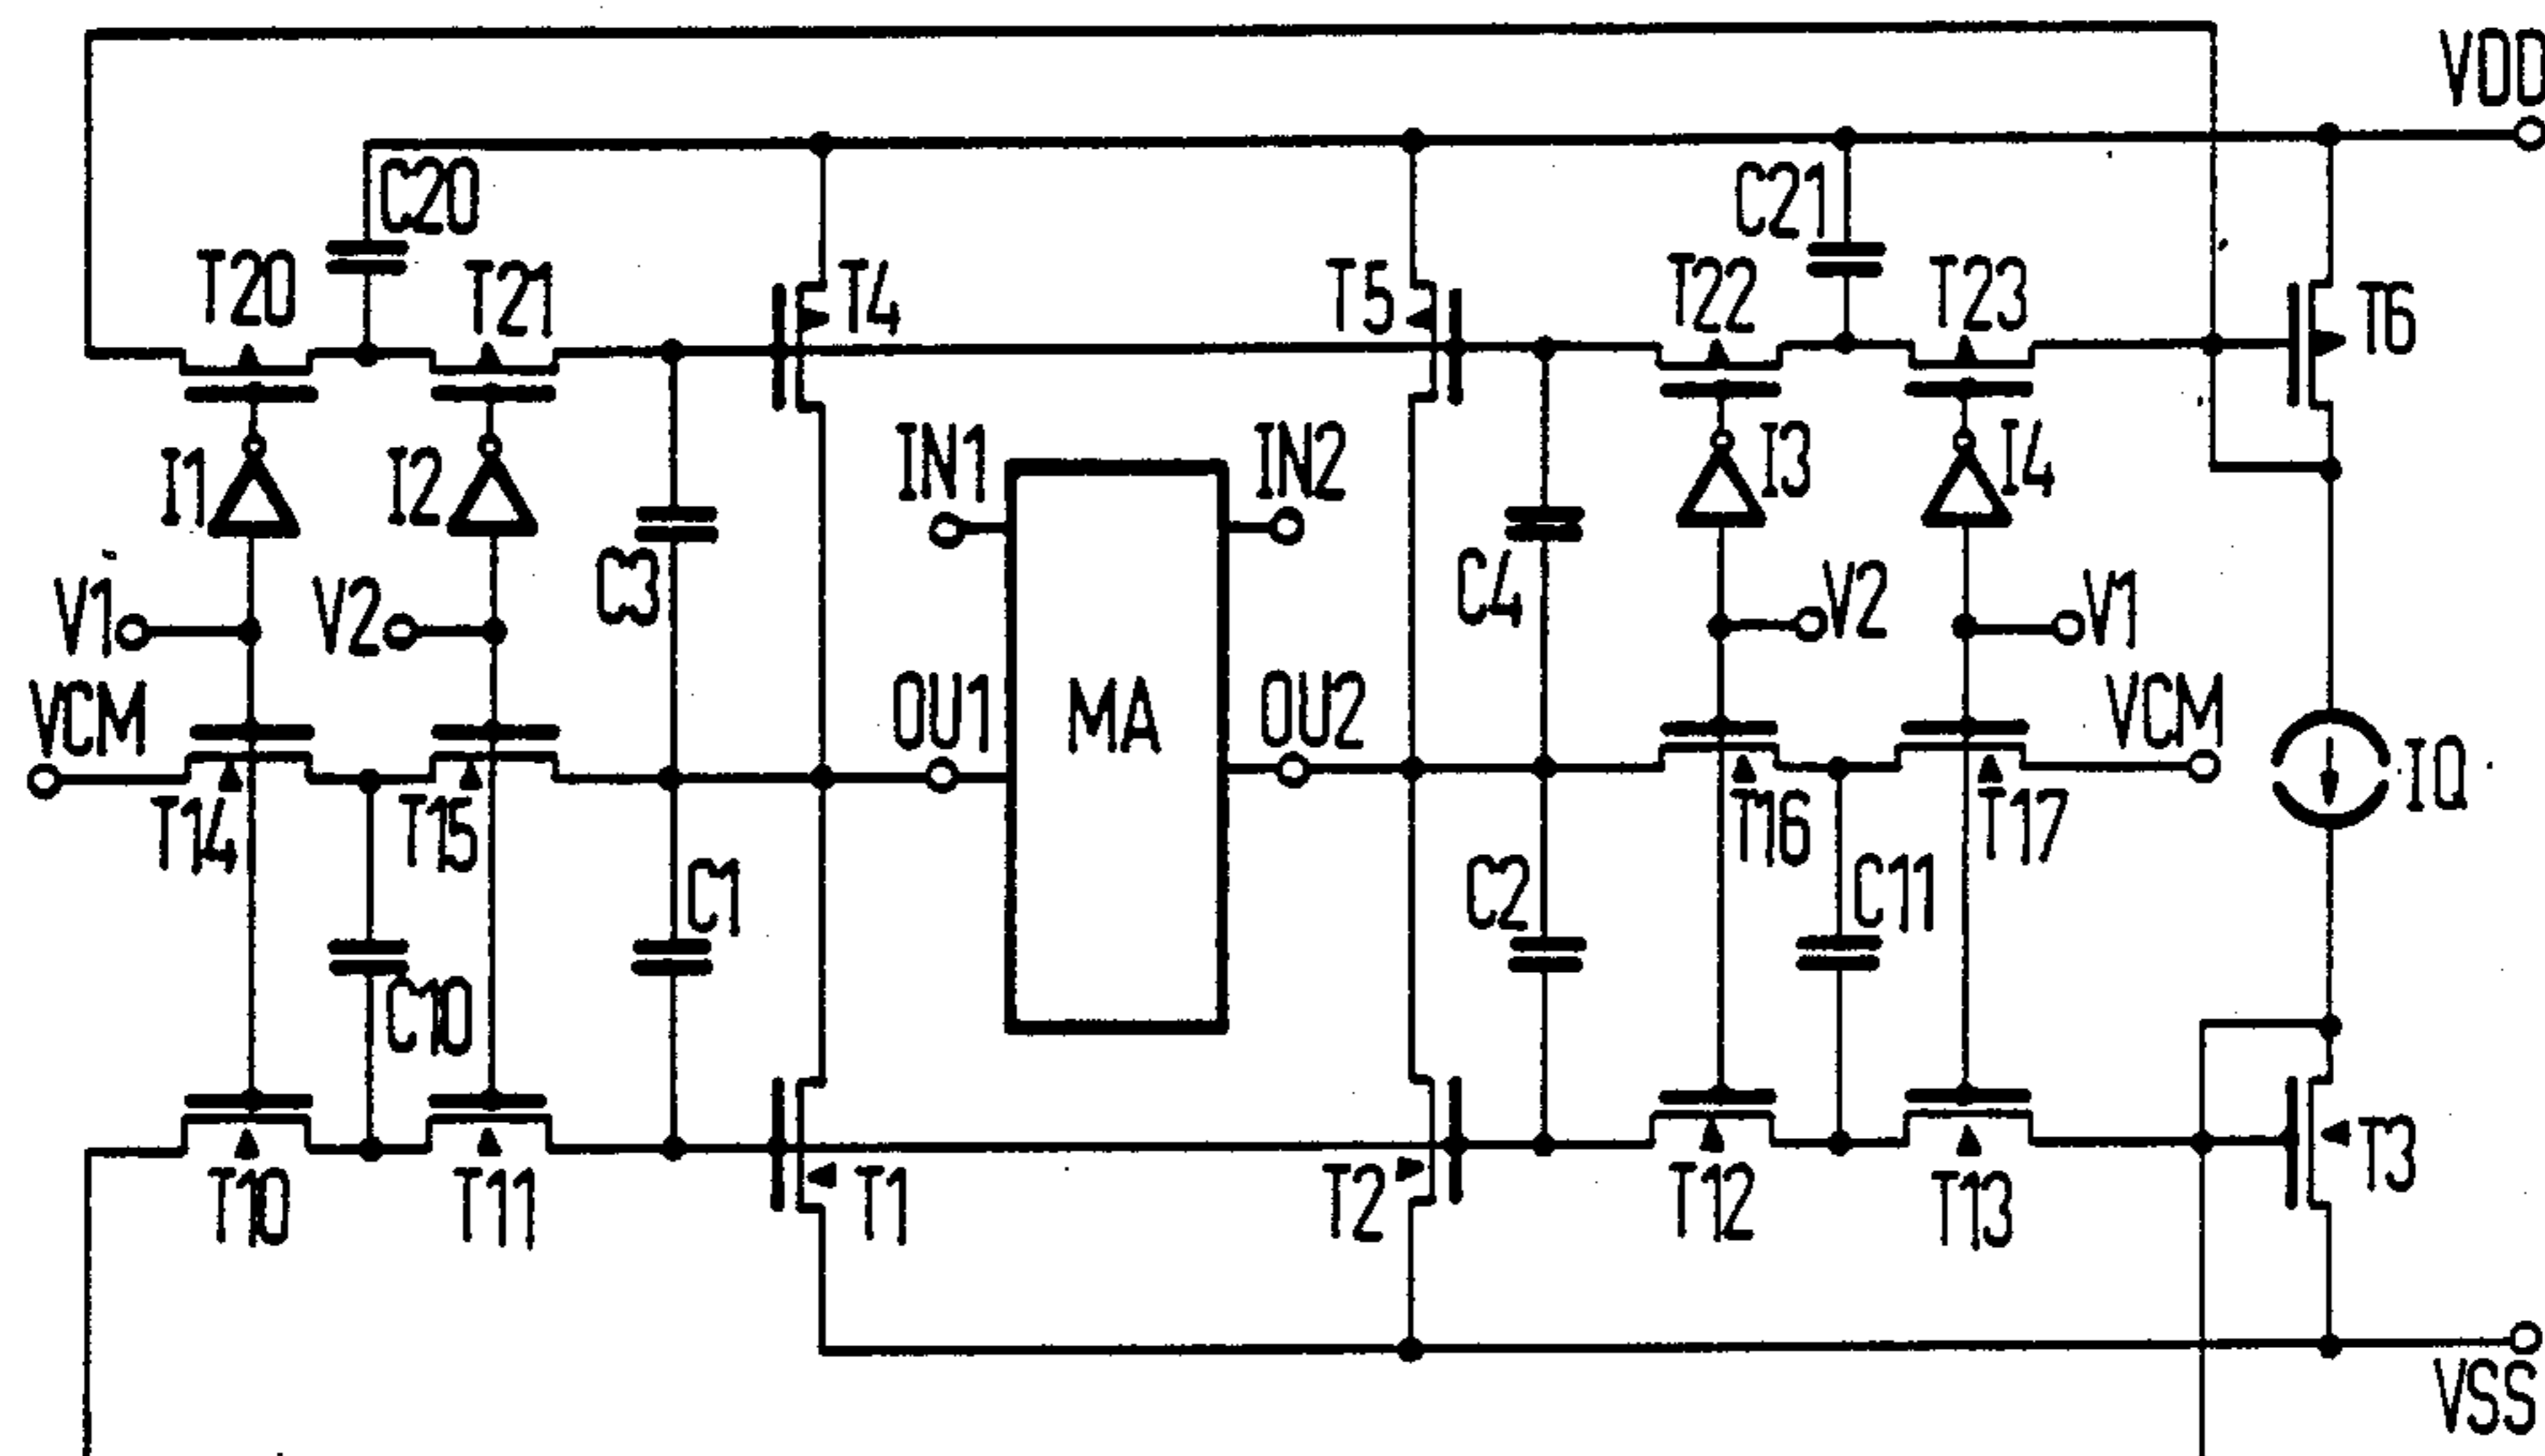 VDD
C20
C21
T20
T21
T4
T5
T22
T23
T6
I1
I2
IN1
IN2
I3
I4
V1
V2
C3
C4
V2
V1
VCM
OU1
MA
OU2
VCM
IQ
T14
T15
T16
T17
C1
C2
C11
C10
T10
T11
T1
T2
T12
T13
T3
VSS